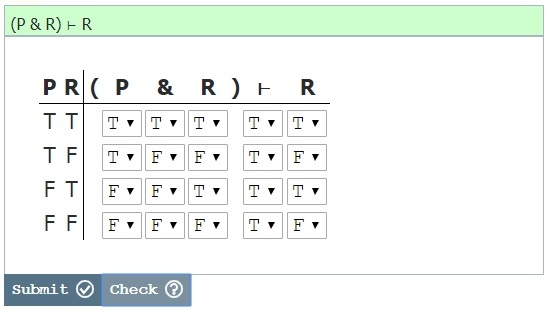 (P & R) ⊢ R
P R ( P & R ) ⊢ R
T T T T T T T
T F T F F T F
F T F F T T T
F F F F F T F
Submit Check ?